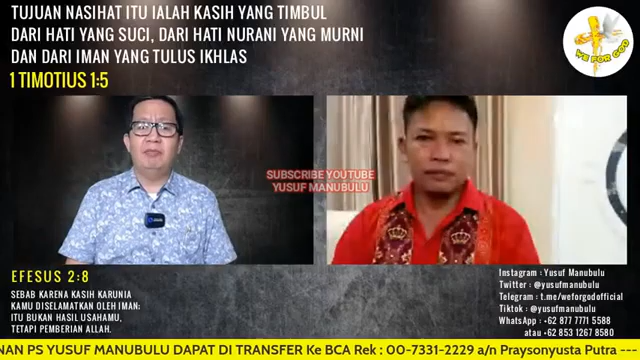 TUJUAN NASIHAT ITU IALAH KASIH YANG TIMBUL
DARI HATI YANG SUCI, DARI HATI NURANI YANG MURNI
DAN DARI IMAN YANG TULUS IKHLAS
1 TIMOTIUS 1:5
WE FOR GOD
SUBSCRIBE YOUTUBE
YUSUF MANUBULU
EFESUS 2:8
SEBAB KARENA KASIH KARUNIA
KAMU DISELAMATKAN OLEH IMAN:
ITU BUKAN HASIL USAHAMU,
TETAPI PEMBERIAN ALLAH.
Instagram : Yusuf Manubulu
Twitter : @yusufmanubulu
Telegram : t.me/weforgodofficial
Tiktok : @yusufmanubulu
WhatsApp : +62 877 7771 5588
atau +62 853 1267 8580
NAN PS YUSUF MANUBULU DAPAT DI TRANSFER Ke BCA Rek : 00-7331-2229 a/n Praysonyusta Putra ---